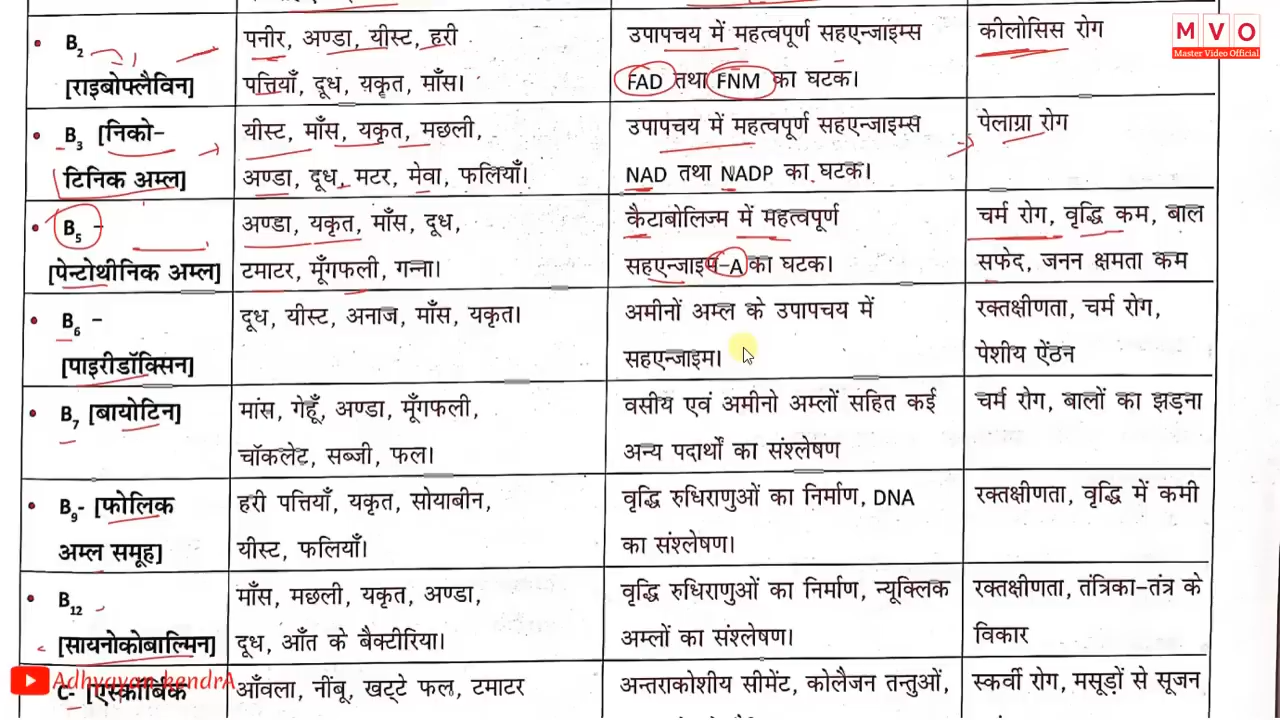 B2
[राइबोफ्लैविन]
पनीर, अण्डा, यीस्ट, हरी
पत्तियाँ, दूध, यकृत, माँस।
उपापचय में महत्वपूर्ण सहएन्जाइम्स
FAD तथा FNM का घटक।
कीलोसिस रोग
M V O
Master Video Official
B3 [निको-
टिनिक अम्ल]
यीस्ट, माँस, यकृत, मछली,
अण्डा, दूध, मटर, मेवा, फलियाँ।
उपापचय में महत्वपूर्ण सहएन्जाइम्स
NAD तथा NADP का घटक।
पेलाग्रा रोग
B5 -
[पेन्टोथीनिक अम्ल]
अण्डा, यकृत, माँस, दूध,
टमाटर, मूँगफली, गन्ना।
कैटाबोलिज्म में महत्वपूर्ण
सहएन्जाइम-A का घटक।
चर्म रोग, वृद्धि कम, बाल
सफेद, जनन क्षमता कम
B6 -
[पाइरीडॉक्सिन]
दूध, यीस्ट, अनाज, माँस, यकृत।
अमीनों अम्ल के उपापचय में
सहएन्जाइम।
रक्तक्षीणता, चर्म रोग,
पेशीय ऐंठन
B7 [बायोटिन]
मांस, गेहूँ, अण्डा, मूँगफली,
चॉकलेट, सब्जी, फल।
वसीय एवं अमीनो अम्लों सहित कई
अन्य पदार्थों का संश्लेषण
चर्म रोग, बालों का झड़ना
B9- [फोलिक
अम्ल समूह]
हरी पत्तियाँ, यकृत, सोयाबीन,
यीस्ट, फलियाँ।
वृद्धि रुधिराणुओं का निर्माण, DNA
का संश्लेषण।
रक्तक्षीणता, वृद्धि में कमी
B12
[सायनोकोबाल्मिन]
माँस, मछली, यकृत, अण्डा,
दूध, आँत के बैक्टीरिया।
वृद्धि रुधिराणुओं का निर्माण, न्यूक्लिक
अम्लों का संश्लेषण।
रक्तक्षीणता, तंत्रिका-तंत्र के
विकार
Adhyayan kendrA
C- [एस्कॉर्बिक
आँवला, नींबू, खट्टे फल, टमाटर
अन्तराकोशीय सीमेंट, कोलैजन तन्तुओं,
स्कर्वी रोग, मसूड़ों से सूजन